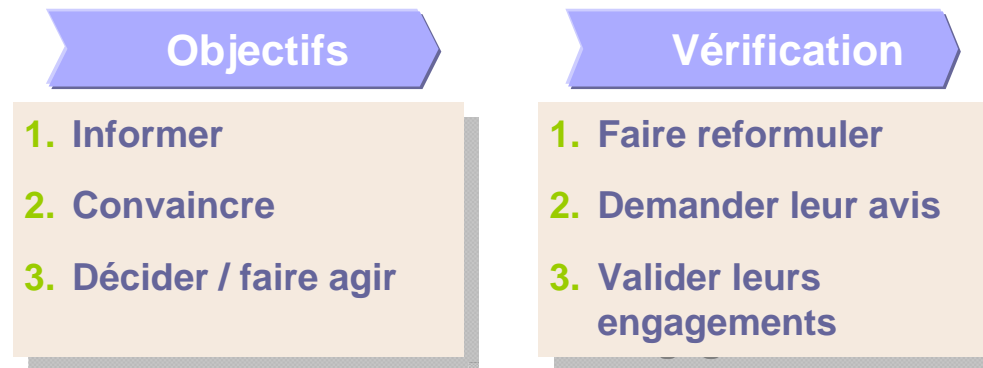 Objectifs
1. Informer
2. Convaincre
3. Décider / faire agir
Vérification
1. Faire reformuler
2. Demander leur avis
3. Valider leurs
engagements